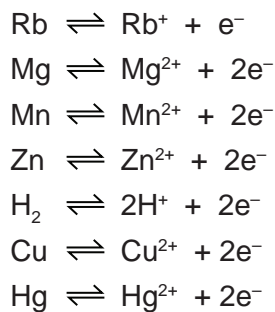 Rb ⇌ Rb⁺ + e⁻
Mg ⇌ Mg²⁺ + 2e⁻
Mn ⇌ Mn²⁺ + 2e⁻
Zn ⇌ Zn²⁺ + 2e⁻
H₂ ⇌ 2H⁺ + 2e⁻
Cu ⇌ Cu²⁺ + 2e⁻
Hg ⇌ Hg²⁺ + 2e⁻